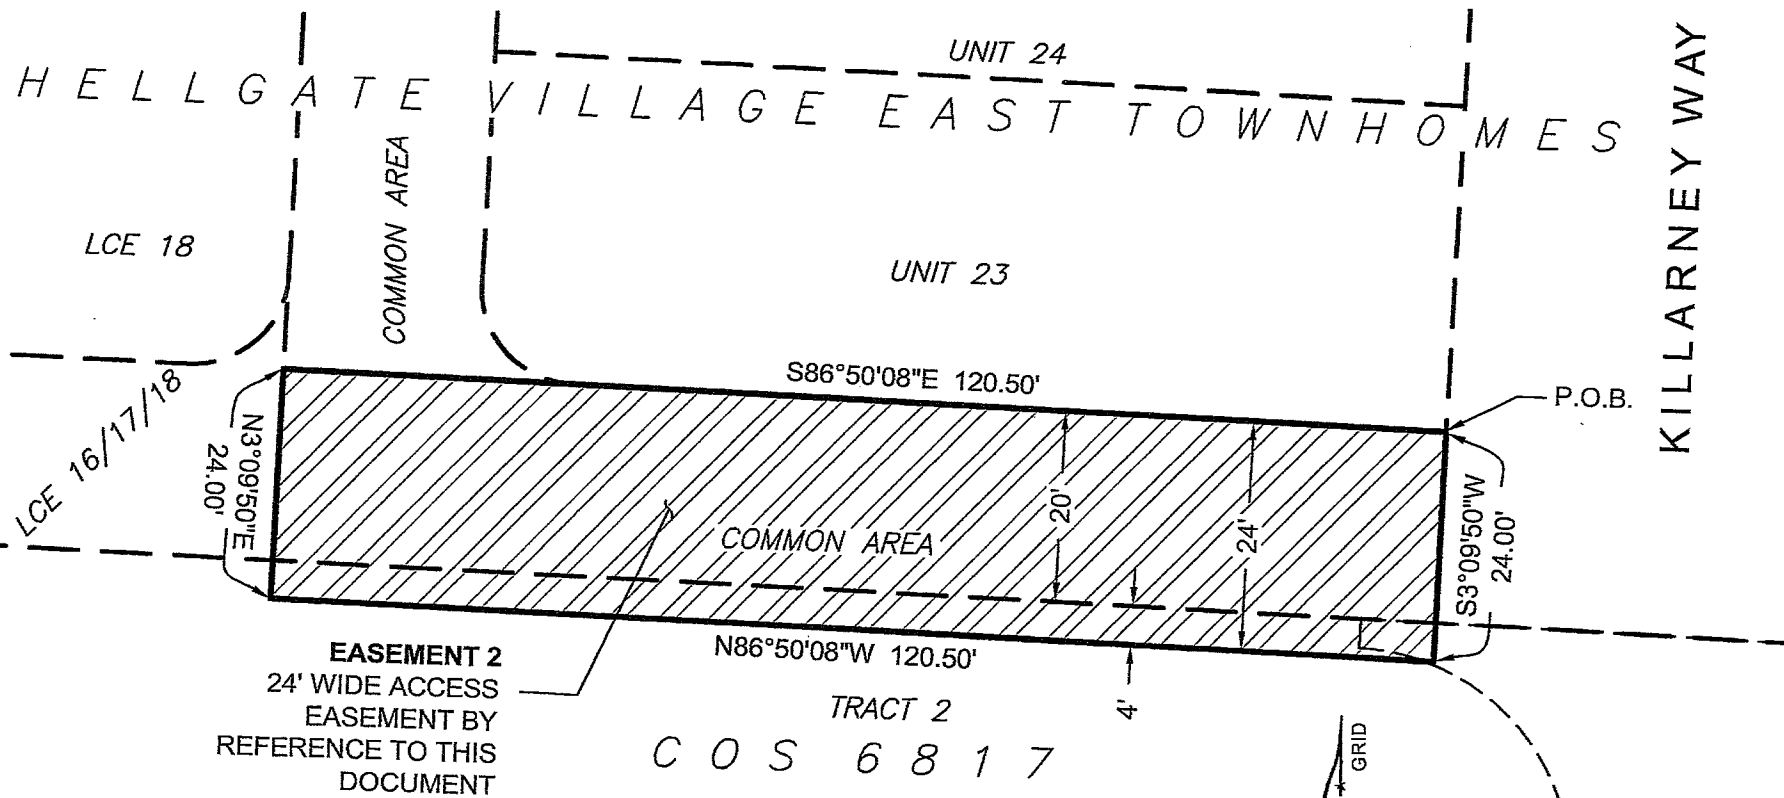 UNIT 24
HELLGATE VILLAGE EAST TOWNHOMES
KILLARNEY WAY
COMMON AREA
LCE 18
UNIT 23
S86°50'08"E 120.50'
P.O.B.
LCE 16/17/18
N3°09'50"E
24.00'
20'
24'
COMMON AREA
S3°09'50"W
24.00'
N86°50'08"W 120.50'
EASEMENT 2
24' WIDE ACCESS
EASEMENT BY
REFERENCE TO THIS
DOCUMENT
4'
TRACT 2
COS 6817
GRID